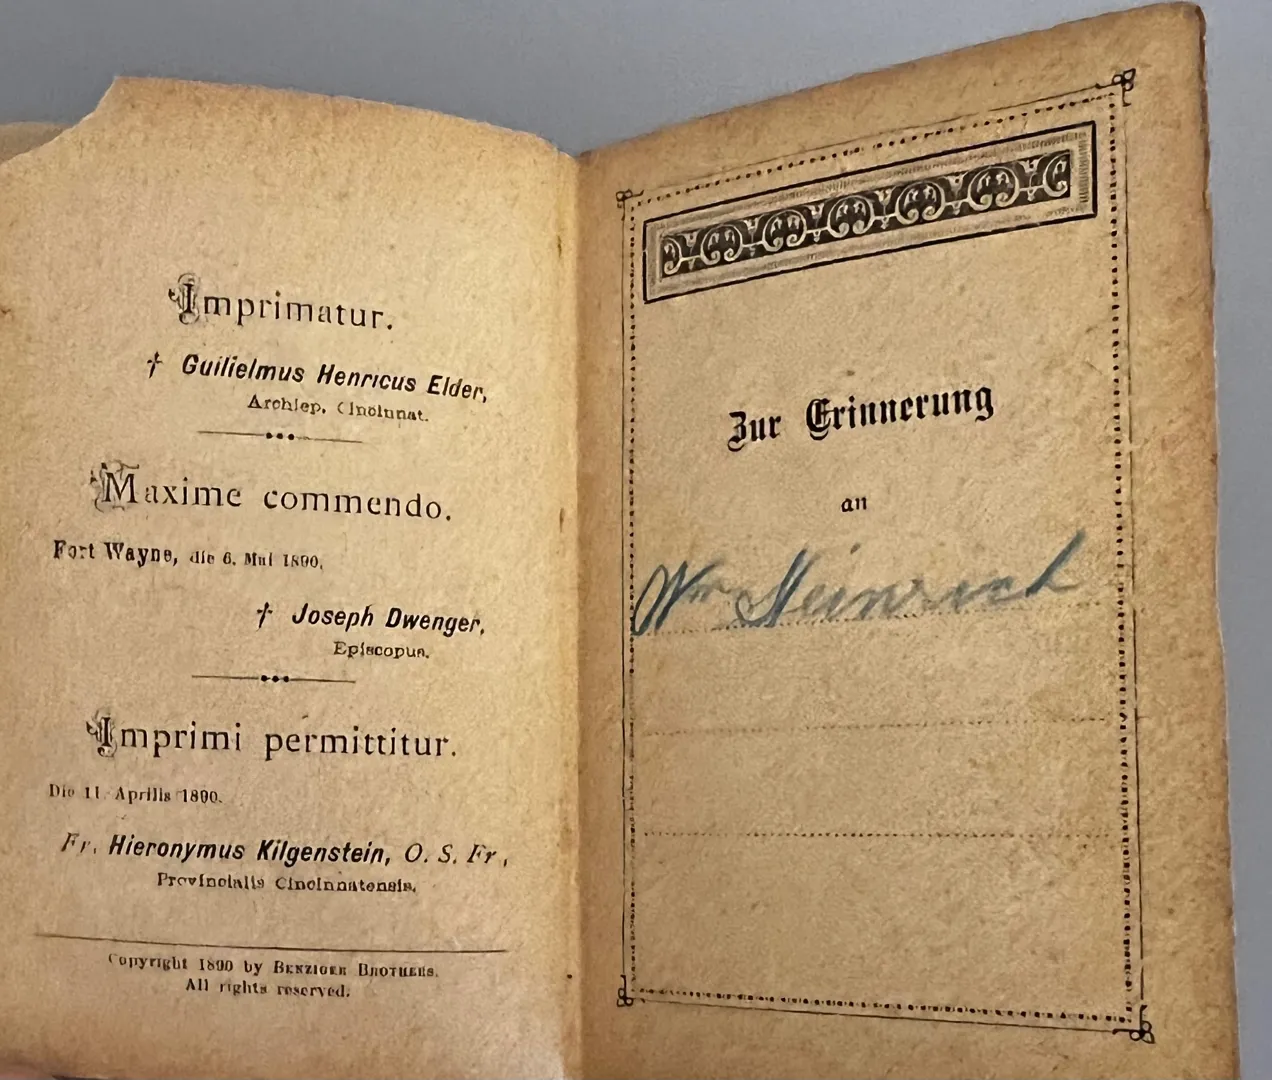 Imprimatur.
† Guilielmus Henricus Elder,
Archiep. Cincinnat.
Maxime commendo.
Fort Wayne, die 6. Mai 1890.
† Joseph Dwenger,
Episcopus.
Imprimi permittitur.
Die 11. Aprilis 1890.
Fr. Hieronymus Kilgenstein, O. S. Fr.,
Provincialis Cincinnatensis.
Copyright 1890 by BENZIGER BROTHERS.
All rights reserved.
Zur Erinnerung
an
Wm Heinrich